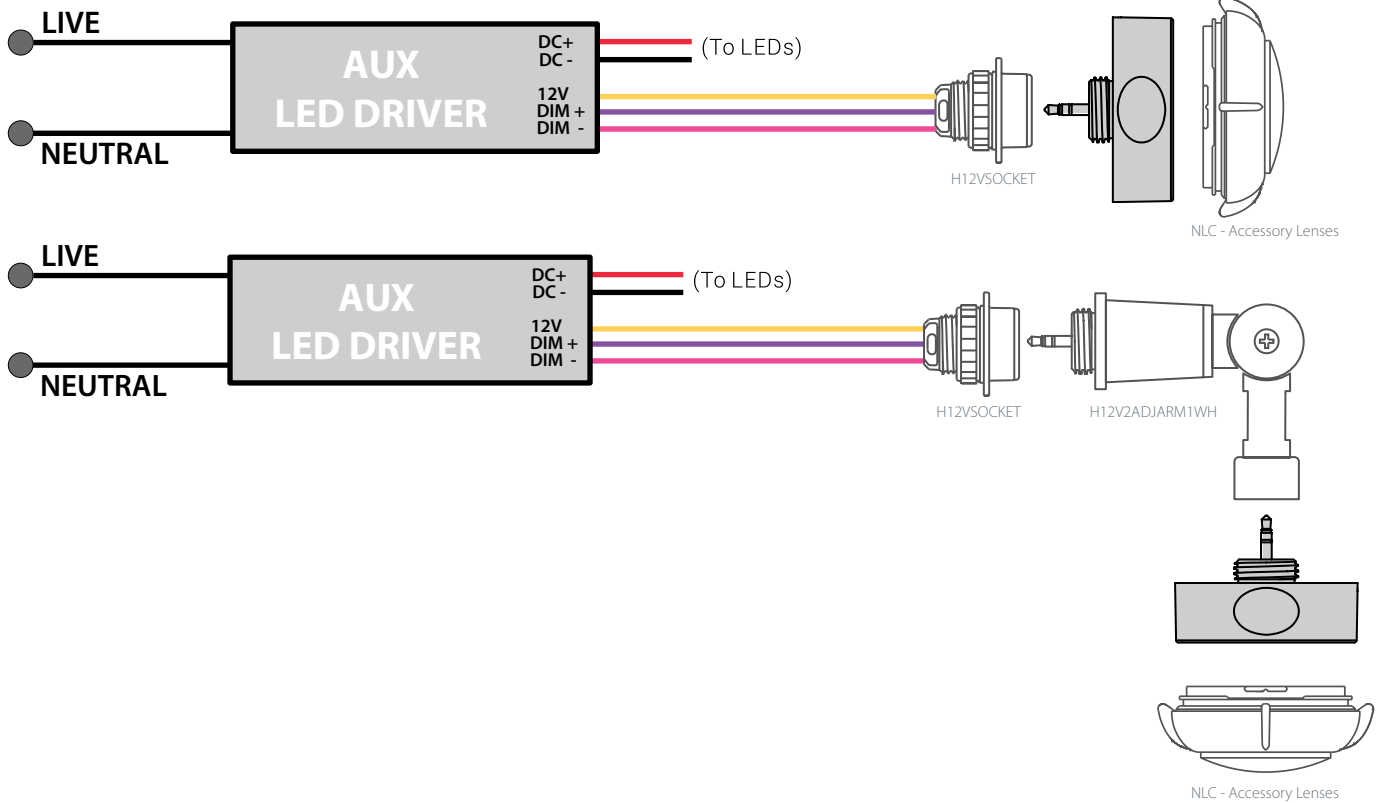 LIVE
AUX
LED DRIVER
NEUTRAL
DC+
DC -
12V
DIM +
DIM -
(To LEDs)
H12VSOCKET
NLC - Accessory Lenses
LIVE
AUX
LED DRIVER
NEUTRAL
DC+
DC -
12V
DIM +
DIM -
(To LEDs)
H12VSOCKET
H12V2ADJARM1WH
NLC - Accessory Lenses